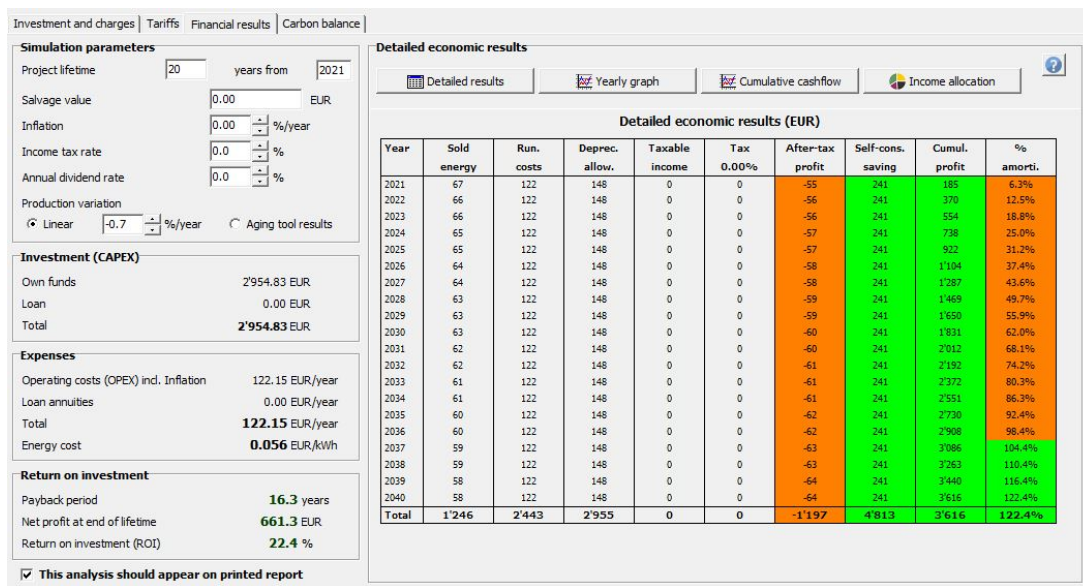 Investment and charges Tariffs Financial results Carbon balance
Simulation parameters
Project lifetime 20 years from 2021
Salvage value 0.00 EUR
Inflation 0.00 %/year
Income tax rate 0.0 %
Annual dividend rate 0.0 %
Production variation
Linear -0.7 %/year Aging tool results
Investment (CAPEX)
Own funds 2'954.83 EUR
Loan 0.00 EUR
Total 2'954.83 EUR
Expenses
Operating costs (OPEX) incl. Inflation 122.15 EUR/year
Loan annuities 0.00 EUR/year
Total 122.15 EUR/year
Energy cost 0.056 EUR/kWh
Return on investment
Payback period 16.3 years
Net profit at end of lifetime 661.3 EUR
Return on investment (ROI) 22.4 %
This analysis should appear on printed report
Detailed economic results
Detailed results Yearly graph Cumulative cashflow Income allocation
?
Detailed economic results (EUR)
Year Sold Run. Deprec. Taxable Tax After-tax Self-cons. Cumul. %
energy costs allow. income 0.00% profit saving profit amorti.
2021 67 122 148 0 0 -55 241 185 6.3%
2022 66 122 148 0 0 -56 241 370 12.5%
2023 66 122 148 0 0 -56 241 554 18.8%
2024 65 122 148 0 0 -57 241 738 25.0%
2025 65 122 148 0 0 -57 241 922 31.2%
2026 64 122 148 0 0 -58 241 1'104 37.4%
2027 64 122 148 0 0 -58 241 1'287 43.6%
2028 63 122 148 0 0 -59 241 1'469 49.7%
2029 63 122 148 0 0 -59 241 1'650 55.9%
2030 63 122 148 0 0 -60 241 1'831 62.0%
2031 62 122 148 0 0 -60 241 2'012 68.1%
2032 62 122 148 0 0 -61 241 2'192 74.2%
2033 61 122 148 0 0 -61 241 2'372 80.3%
2034 61 122 148 0 0 -61 241 2'551 86.3%
2035 60 122 148 0 0 -62 241 2'730 92.4%
2036 60 122 148 0 0 -62 241 2'908 98.4%
2037 59 122 148 0 0 -63 241 3'086 104.4%
2038 59 122 148 0 0 -63 241 3'263 110.4%
2039 58 122 148 0 0 -64 241 3'440 116.4%
2040 58 122 148 0 0 -64 241 3'616 122.4%
Total 1'246 2'443 2'955 0 0 -1'197 4'813 3'616 122.4%